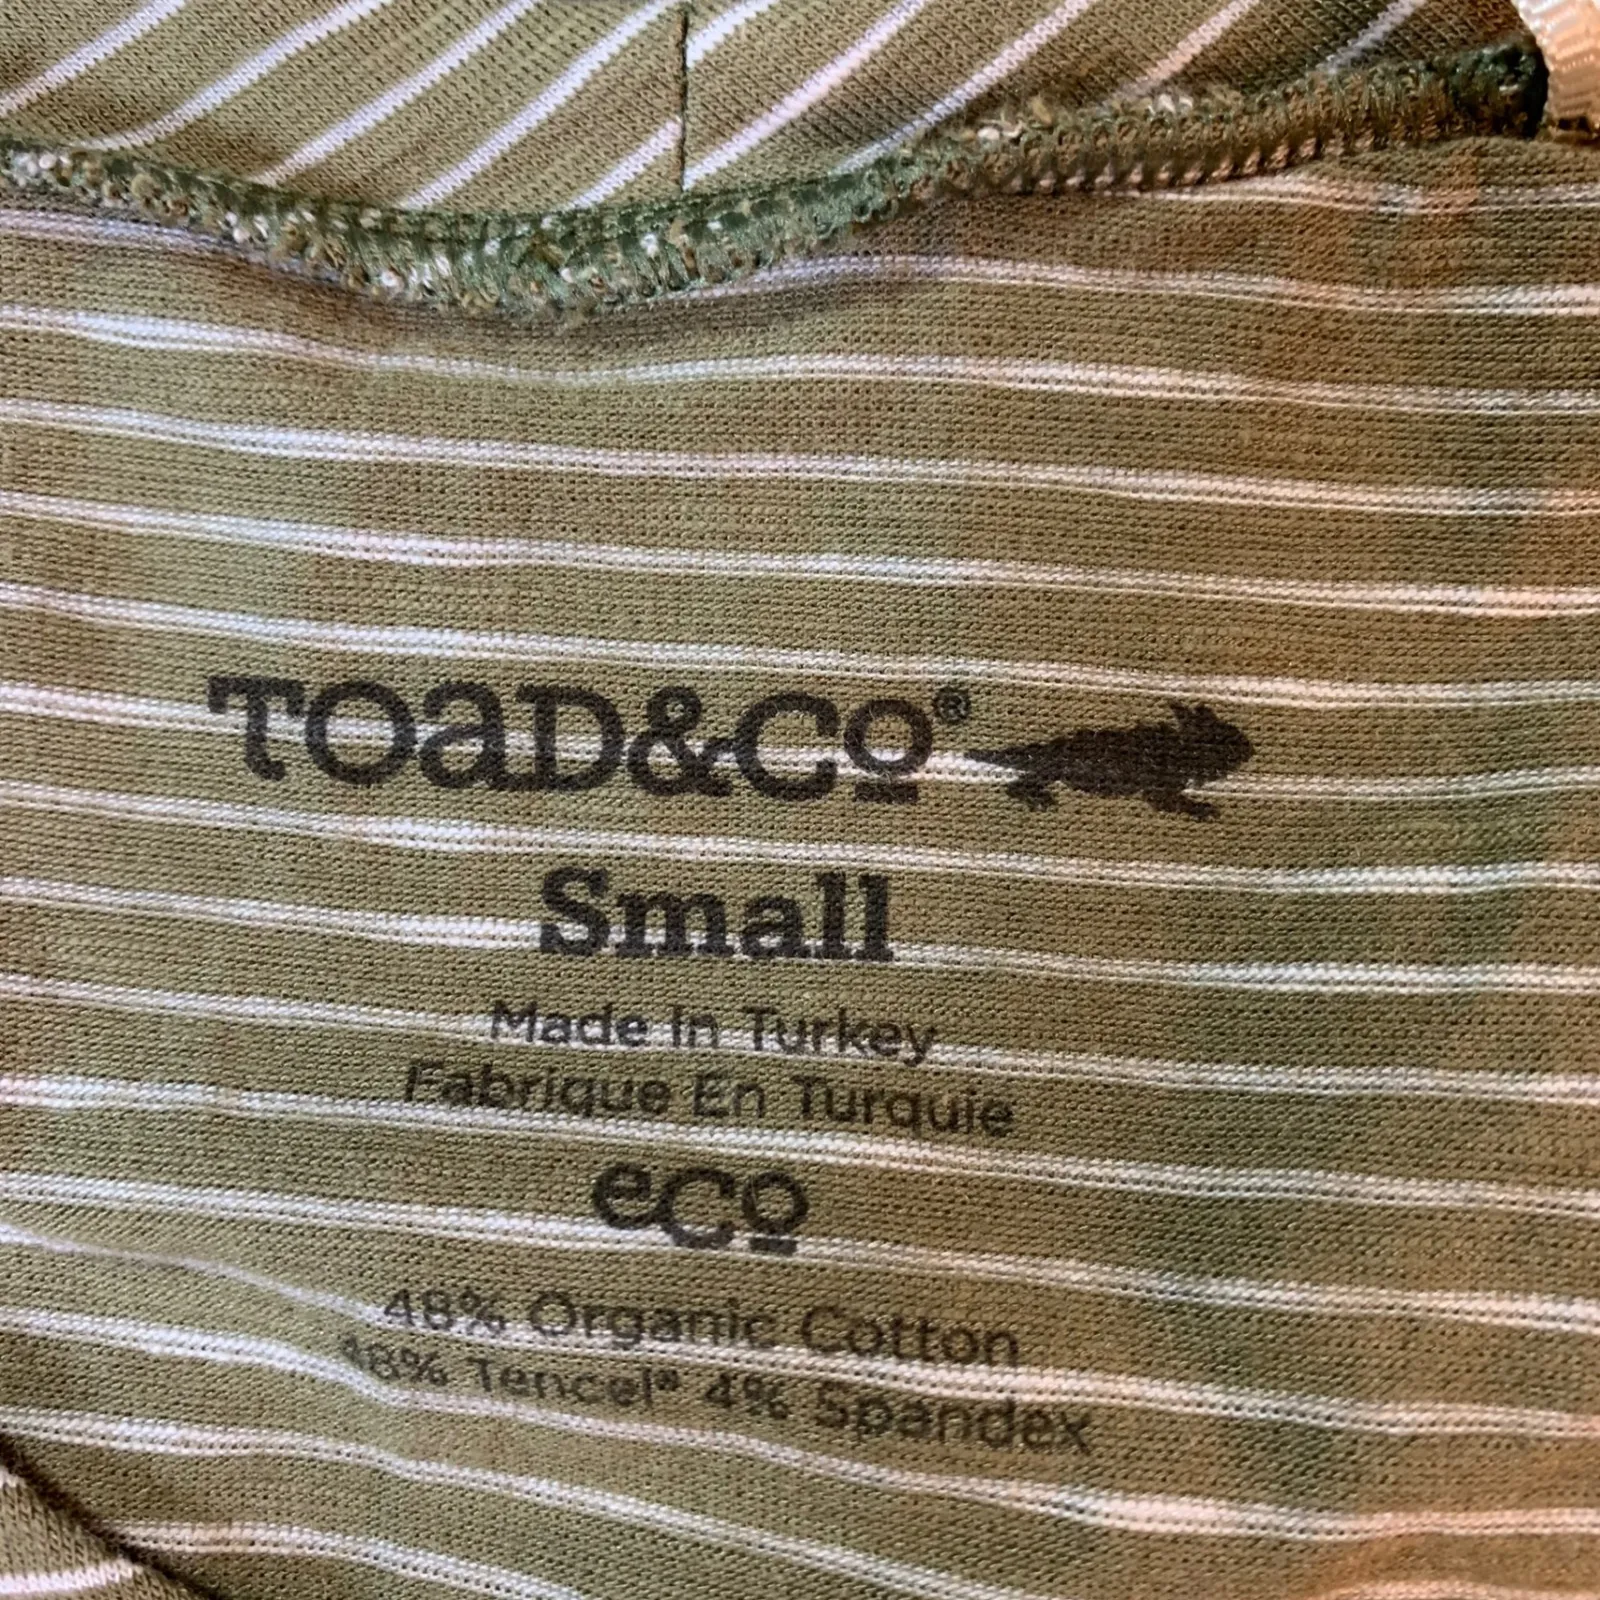 TOAD&CO®
Small
Made In Turkey
Fabrique En Turquie
eco
48% Organic Cotton
48% Tencel® 4% Spandex